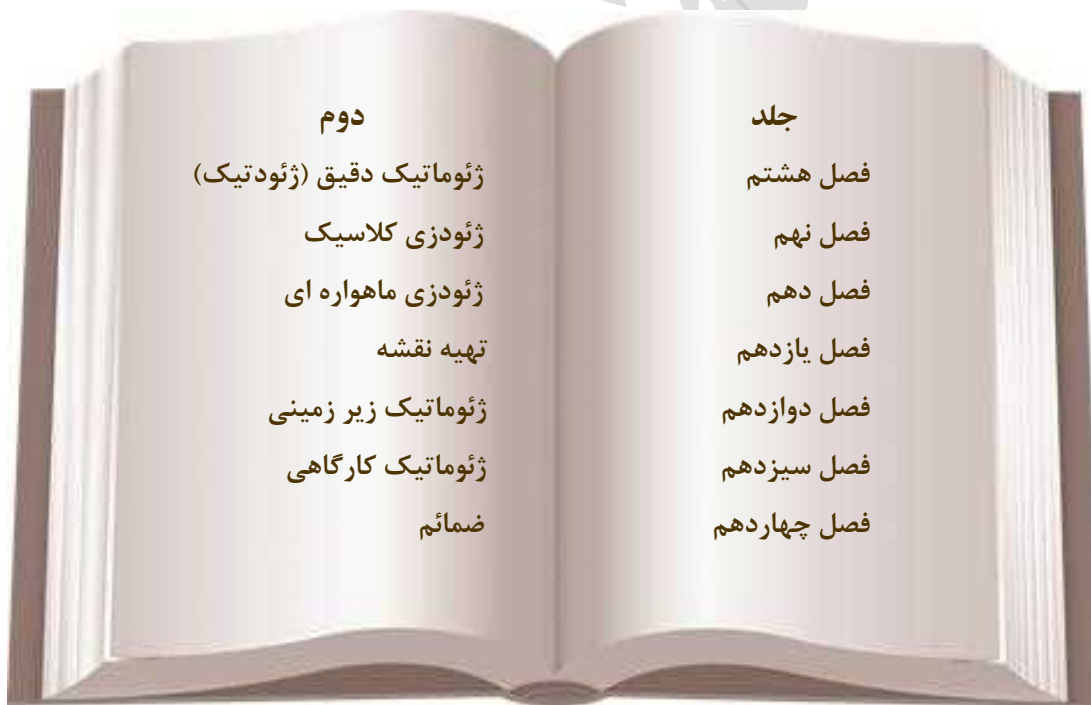 جلد دوم
فصل هشتم ژئوماتیک دقیق (ژئودتیک)
فصل نهم ژئودزی کلاسیک
فصل دهم ژئودزی ماهواره ای
فصل یازدهم تهیه نقشه
فصل دوازدهم ژئوماتیک زیر زمینی
فصل سیزدهم ژئوماتیک کارگاهی
فصل چهاردهم ضمائم